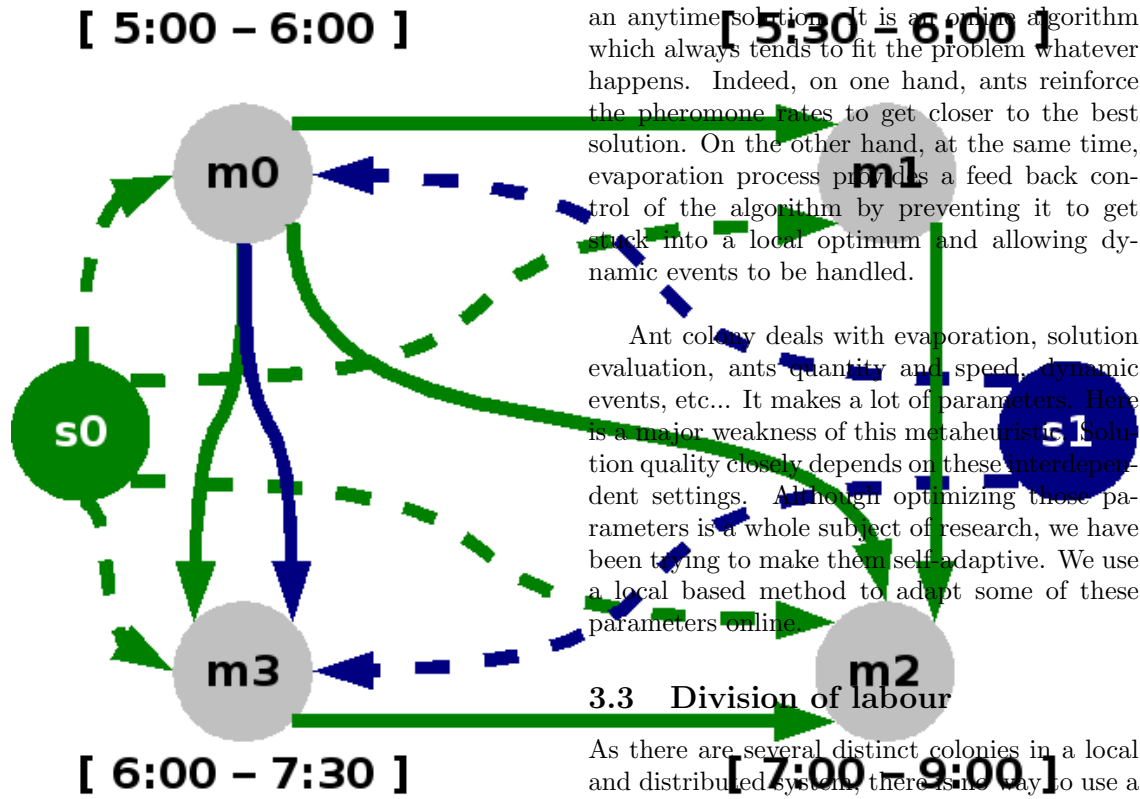 [ 5:00 – 6:00 ]
[ 5:30 – 6:00 ]
m0
m1
s0
s1
m3
m2
[ 6:00 – 7:30 ]
[ 7:00 – 9:00 ]
an anytime solution. It is an online algorithm
which always tends to fit the problem whatever
happens. Indeed, on one hand, ants reinforce
the pheromone rates to get closer to the best
solution. On the other hand, at the same time,
evaporation process provides a feed back con-
trol of the algorithm by preventing it to get
stuck into a local optimum and allowing dy-
namic events to be handled.
Ant colony deals with evaporation, solution
evaluation, ants quantity and speed, dynamic
events, etc... It makes a lot of parameters. Here
is a major weakness of this metaheuristic. Solu-
tion quality closely depends on these interdepen-
dent settings. Although optimizing those pa-
rameters is a whole subject of research, we have
been trying to make them self-adaptive. We use
a local based method to adapt some of these
parameters online.
3.3 Division of labour
As there are several distinct colonies in a local
and distributed system, there is no way to use a